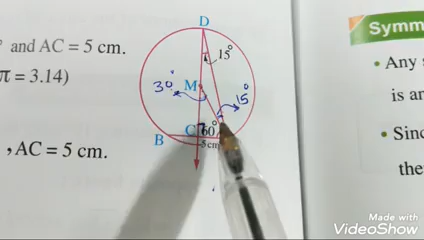 ° and AC = 5 cm.
π = 3.14)
, AC = 5 cm.
D
15°
30°
M
15°
C
60°
B
5 cm
Symm
• Any
is an
• Sinc
the
Made with
VideoShow